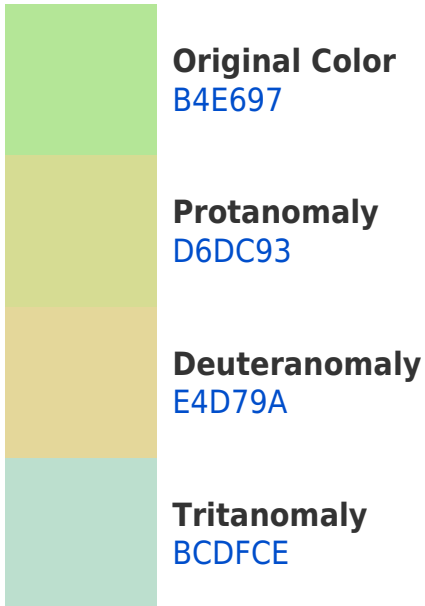 Original Color
B4E697
Protanomaly
D6DC93
Deuteranomaly
E4D79A
Tritanomaly
BCDFCE